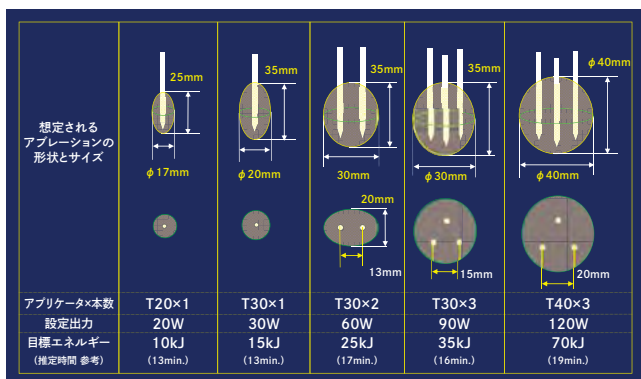 想定される
アブレーションの
形状とサイズ
25mm
φ17mm
35mm
φ20mm
35mm
30mm
20mm
13mm
35mm
φ30mm
15mm
φ40mm
φ40mm
20mm
アプリケータ×本数 T20×1 T30×1 T30×2 T30×3 T40×3
設定出力 20W 30W 60W 90W 120W
目標エネルギー 10kJ 15kJ 25kJ 35kJ 70kJ
(推定時間 参考) (13min.) (13min.) (17min.) (16min.) (19min.)